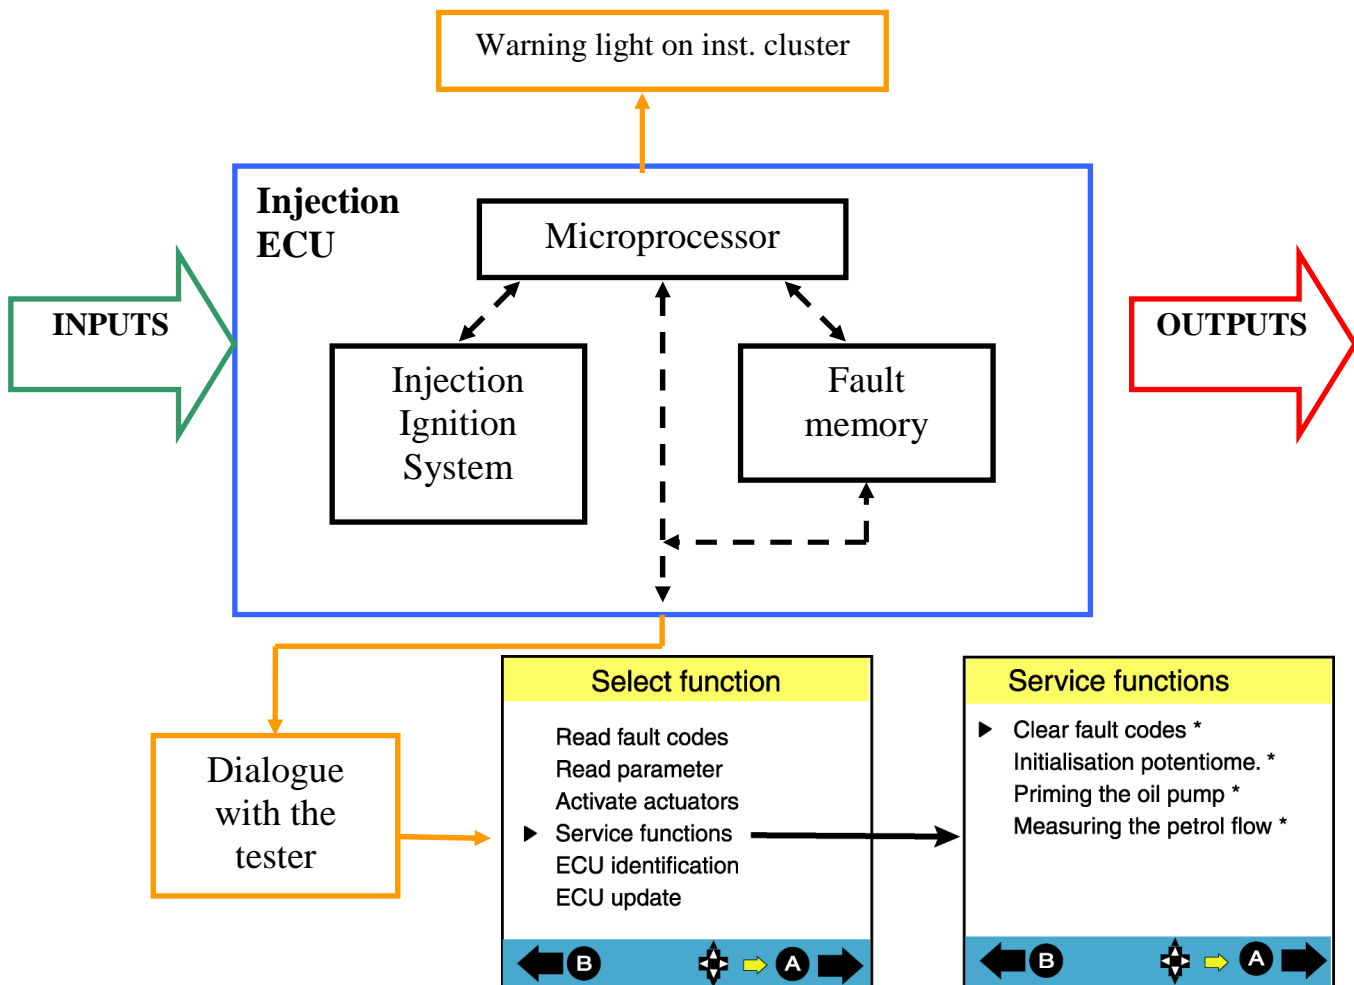 Warning light on inst. cluster
Injection
ECU
Microprocessor
INPUTS
OUTPUTS
Injection
Ignition
System
Fault
memory
Dialogue
with the
tester
Select function
Read fault codes
Read parameter
Activate actuators
Service functions
ECU identification
ECU update
B
A
Service functions
Clear fault codes *
Initialisation potentiome. *
Priming the oil pump *
Measuring the petrol flow *
B
A